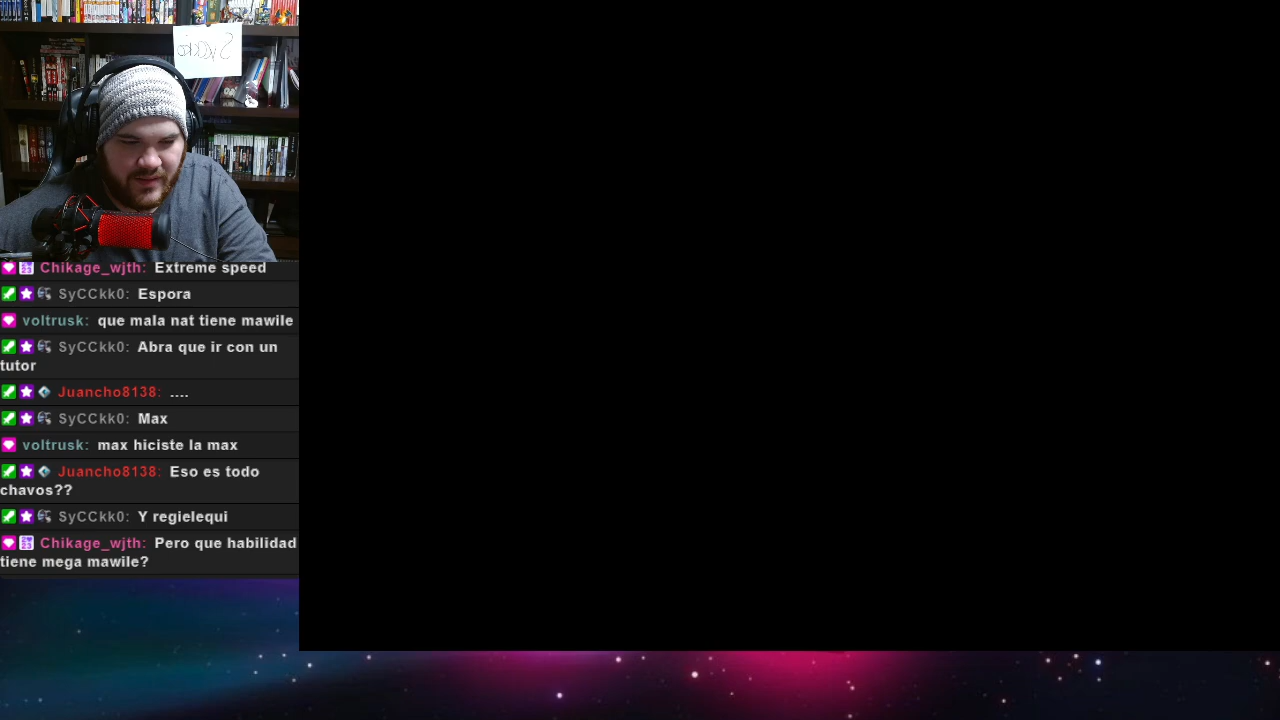 Chikage_wjth: Extreme speed
SyCCkk0: Espora
voltrusk: que mala nat tiene mawile
SyCCkk0: Abra que ir con un
tutor
Juancho8138: ....
SyCCkk0: Max
voltrusk: max hiciste la max
Juancho8138: Eso es todo
chavos??
SyCCkk0: Y regielequi
Chikage_wjth: Pero que habilidad
tiene mega mawile?